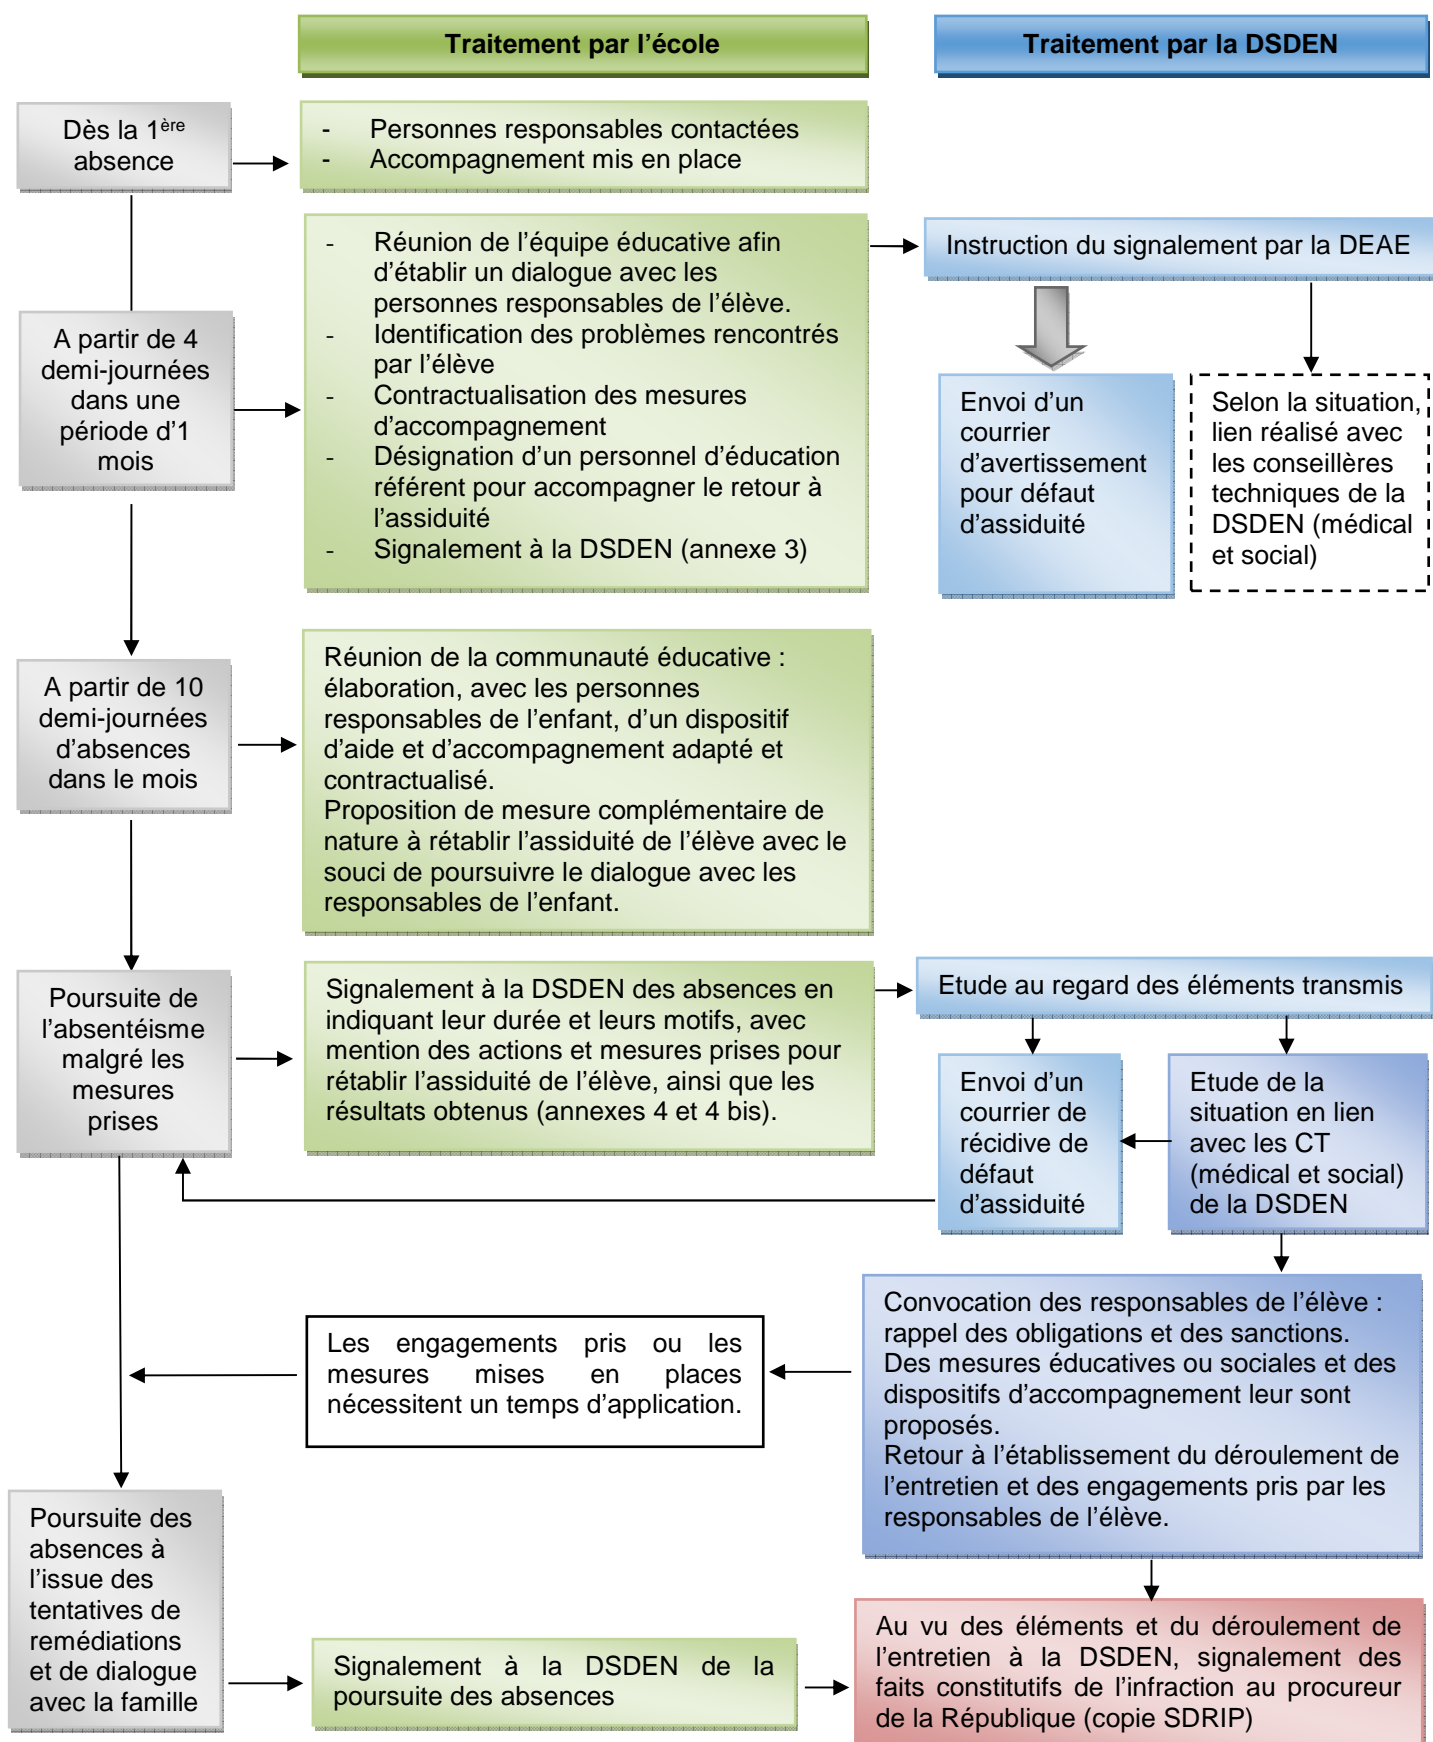 Traitement par l’école
Traitement par la DSDEN
Dès la 1ère
absence
- Personnes responsables contactées
- Accompagnement mis en place
A partir de 4
demi-journées
dans une
période d’1
mois
- Réunion de l’équipe éducative afin
d’établir un dialogue avec les
personnes responsables de l’élève.
- Identification des problèmes rencontrés
par l’élève
- Contractualisation des mesures
d’accompagnement
- Désignation d’un personnel d’éducation
référent pour accompagner le retour à
l’assiduité
- Signalement à la DSDEN (annexe 3)
Instruction du signalement par la DEAE
Envoi d’un
courrier
d’avertissement
pour défaut
d’assiduité
Selon la situation,
lien réalisé avec
les conseillères
techniques de la
DSDEN (médical
et social)
A partir de 10
demi-journées
d’absences
dans le mois
Réunion de la communauté éducative :
élaboration, avec les personnes
responsables de l’enfant, d’un dispositif
d’aide et d’accompagnement adapté et
contractualisé.
Proposition de mesure complémentaire de
nature à rétablir l’assiduité de l’élève avec le
souci de poursuivre le dialogue avec les
responsables de l’enfant.
Poursuite de
l’absentéisme
malgré les
mesures
prises
Signalement à la DSDEN des absences en
indiquant leur durée et leurs motifs, avec
mention des actions et mesures prises pour
rétablir l’assiduité de l’élève, ainsi que les
résultats obtenus (annexes 4 et 4 bis).
Etude au regard des éléments transmis
Envoi d’un
courrier de
récidive de
défaut
d’assiduité
Etude de la
situation en lien
avec les CT
(médical et social)
de la DSDEN
Convocation des responsables de l’élève :
rappel des obligations et des sanctions.
Des mesures éducatives ou sociales et des
dispositifs d’accompagnement leur sont
proposés.
Retour à l’établissement du déroulement de
l’entretien et des engagements pris par les
responsables de l’élève.
Les engagements pris ou les
mesures mises en places
nécessitent un temps d’application.
Poursuite des
absences à
l’issue des
tentatives de
remédiations
et de dialogue
avec la famille
Signalement à la DSDEN de la
poursuite des absences
Au vu des éléments et du déroulement de
l’entretien à la DSDEN, signalement des
faits constitutifs de l’infraction au procureur
de la République (copie SDRIP)